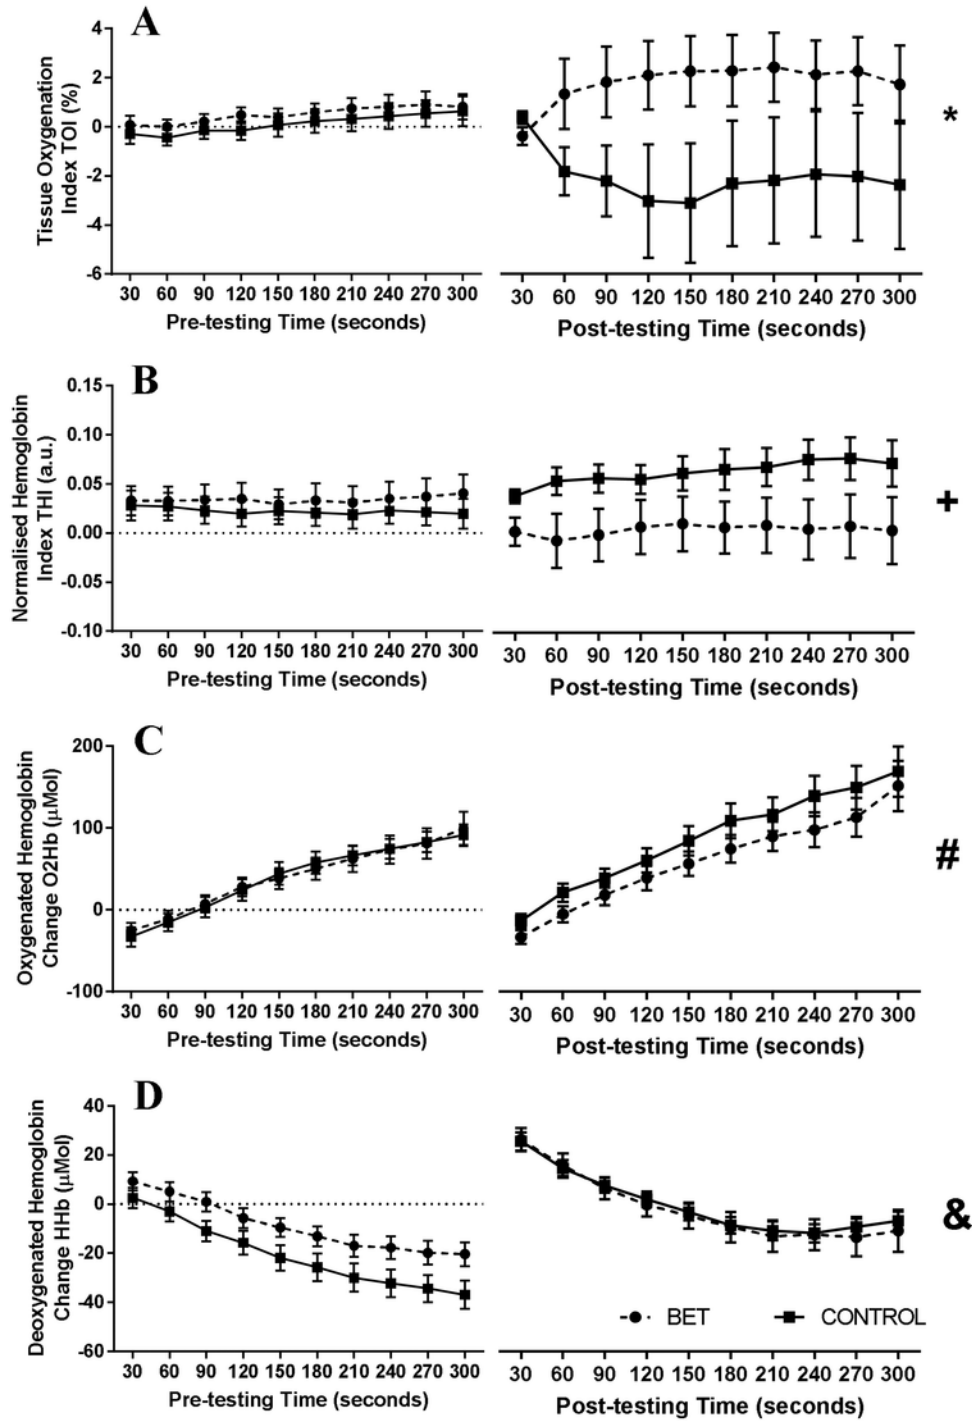 A
Tissue Oxygenation
Index TOI (%)
4
2
0
-2
-4
-6
30 60 90 120 150 180 210 240 270 300
Pre-testing Time (seconds)
30 60 90 120 150 180 210 240 270 300
Post-testing Time (seconds)
*
B
Normalised Hemoglobin
Index THI (a.u.)
0.15
0.10
0.05
0.00
-0.05
-0.10
30 60 90 120 150 180 210 240 270 300
Pre-testing Time (seconds)
30 60 90 120 150 180 210 240 270 300
Post-testing Time (seconds)
+
C
Oxygenated Hemoglobin
Change O2Hb (μMol)
200
100
0
-100
30 60 90 120 150 180 210 240 270 300
Pre-testing Time (seconds)
30 60 90 120 150 180 210 240 270 300
Post-testing Time (seconds)
#
D
Deoxygenated Hemoglobin
Change HHb (μMol)
40
20
0
-20
-40
-60
30 60 90 120 150 180 210 240 270 300
Pre-testing Time (seconds)
BET CONTROL
30 60 90 120 150 180 210 240 270 300
Post-testing Time (seconds)
&